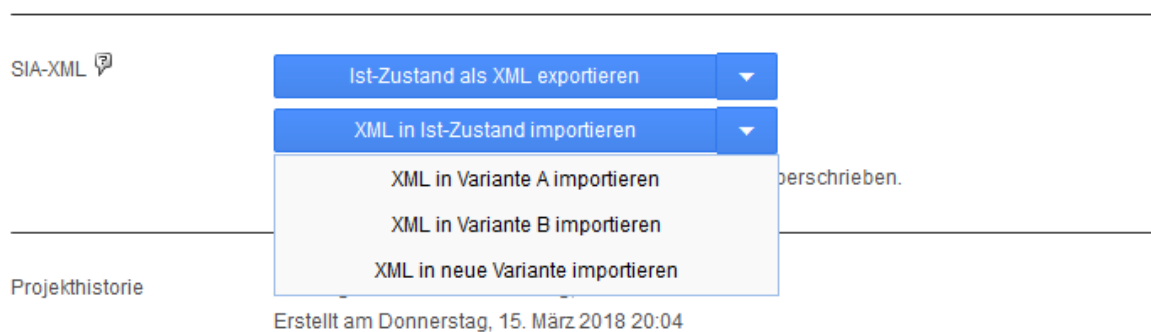 SIA-XML
Ist-Zustand als XML exportieren
XML in Ist-Zustand importieren
XML in Variante A importieren
XML in Variante B importieren
XML in neue Variante importieren
Projekthistorie
Erstellt am Donnerstag, 15. März 2018 20:04